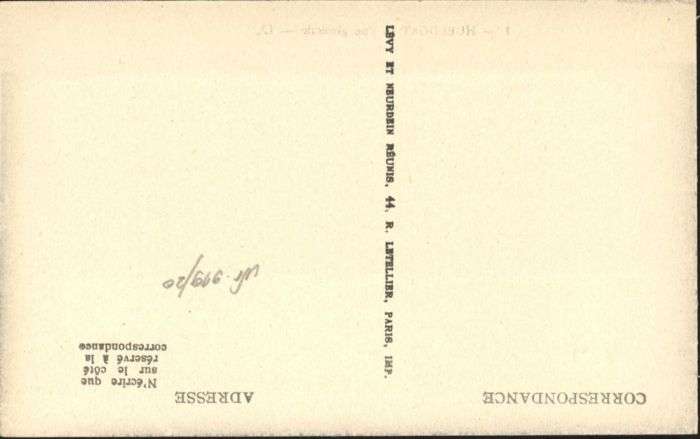 CORRESPONDANCE
ADRESSE
N'écrire que
sur le côté
réservé à la
correspondance
LÉVY ET NEURDEIN RÉUNIS, 44, R. LETELLIER, PARIS, IMP.